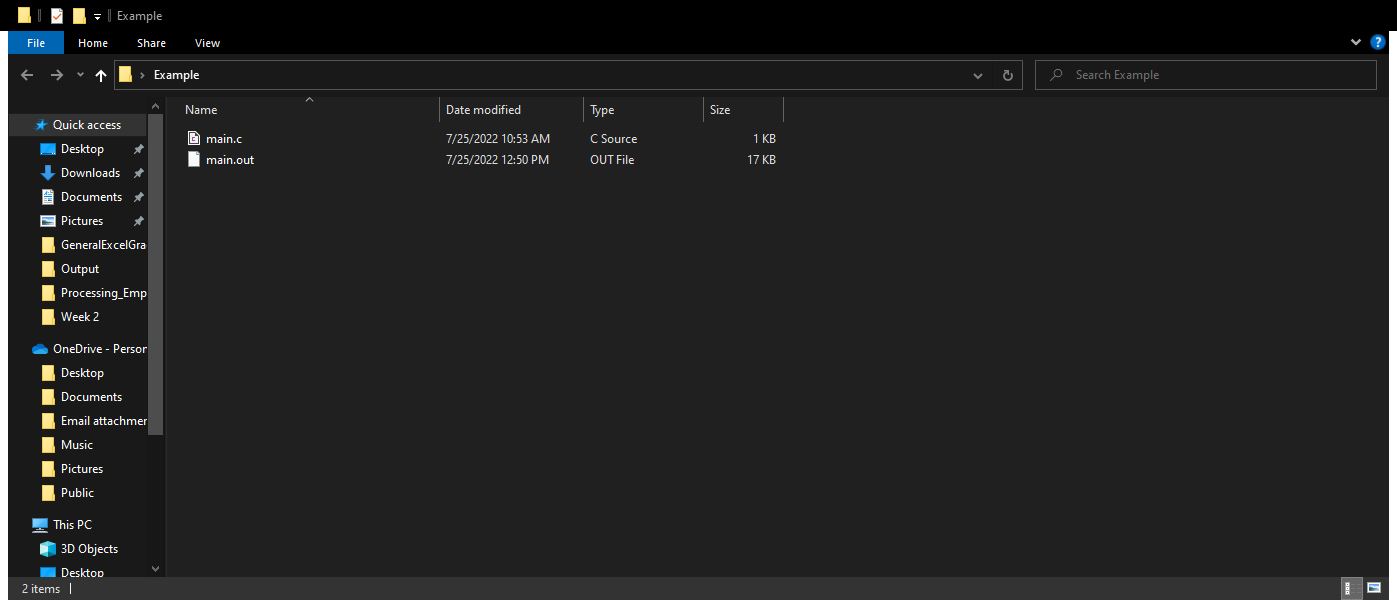 Example
File Home Share View
Example
Search Example
Name Date modified Type Size
main.c 7/25/2022 10:53 AM C Source 1 KB
main.out 7/25/2022 12:50 PM OUT File 17 KB
Quick access
Desktop
Downloads
Documents
Pictures
GeneralExcelGra
Output
Processing_Emp
Week 2
OneDrive - Person
Desktop
Documents
Email attachmen
Music
Pictures
Public
This PC
3D Objects
Desktop
2 items